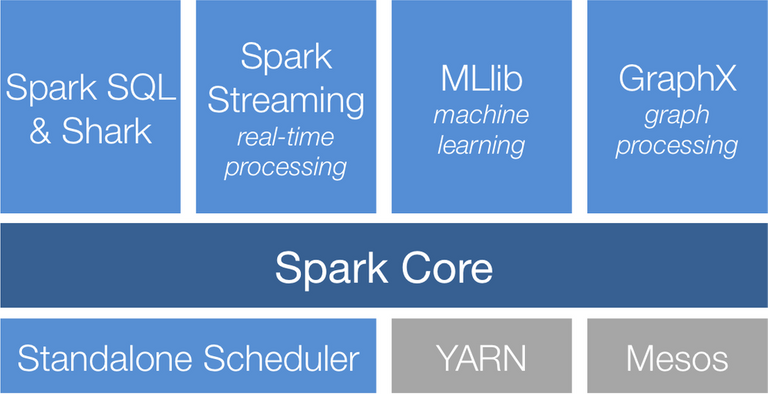 Spark SQL
& Shark
Spark
Streaming
real-time
processing
MLlib
machine
learning
GraphX
graph
processing
Spark Core
Standalone Scheduler
YARN
Mesos